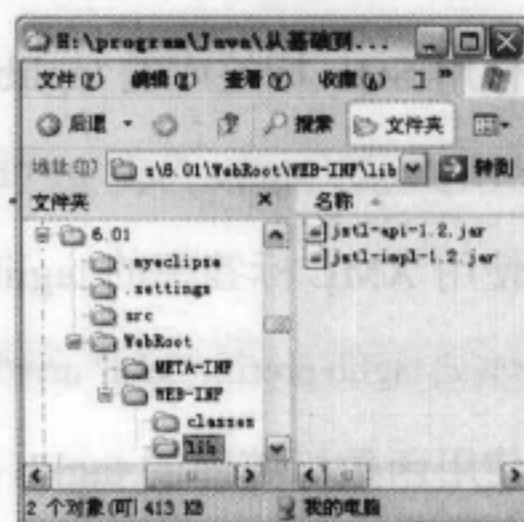 H:\program\Java\从基础到...
文件(F) 编辑(E) 查看(V) 收藏(A) 工 »
后退 搜索 文件夹
地址(D) z\6.01\WebRoot\WEB-INF\lib 转到
文件夹 × 名称
6.01
.myeclipse
.settings
src
WebRoot
META-INF
WEB-INF
classes
lib
jstl-api-1.2.jar
jstl-impl-1.2.jar
2 个对象(可 413 KB 我的电脑